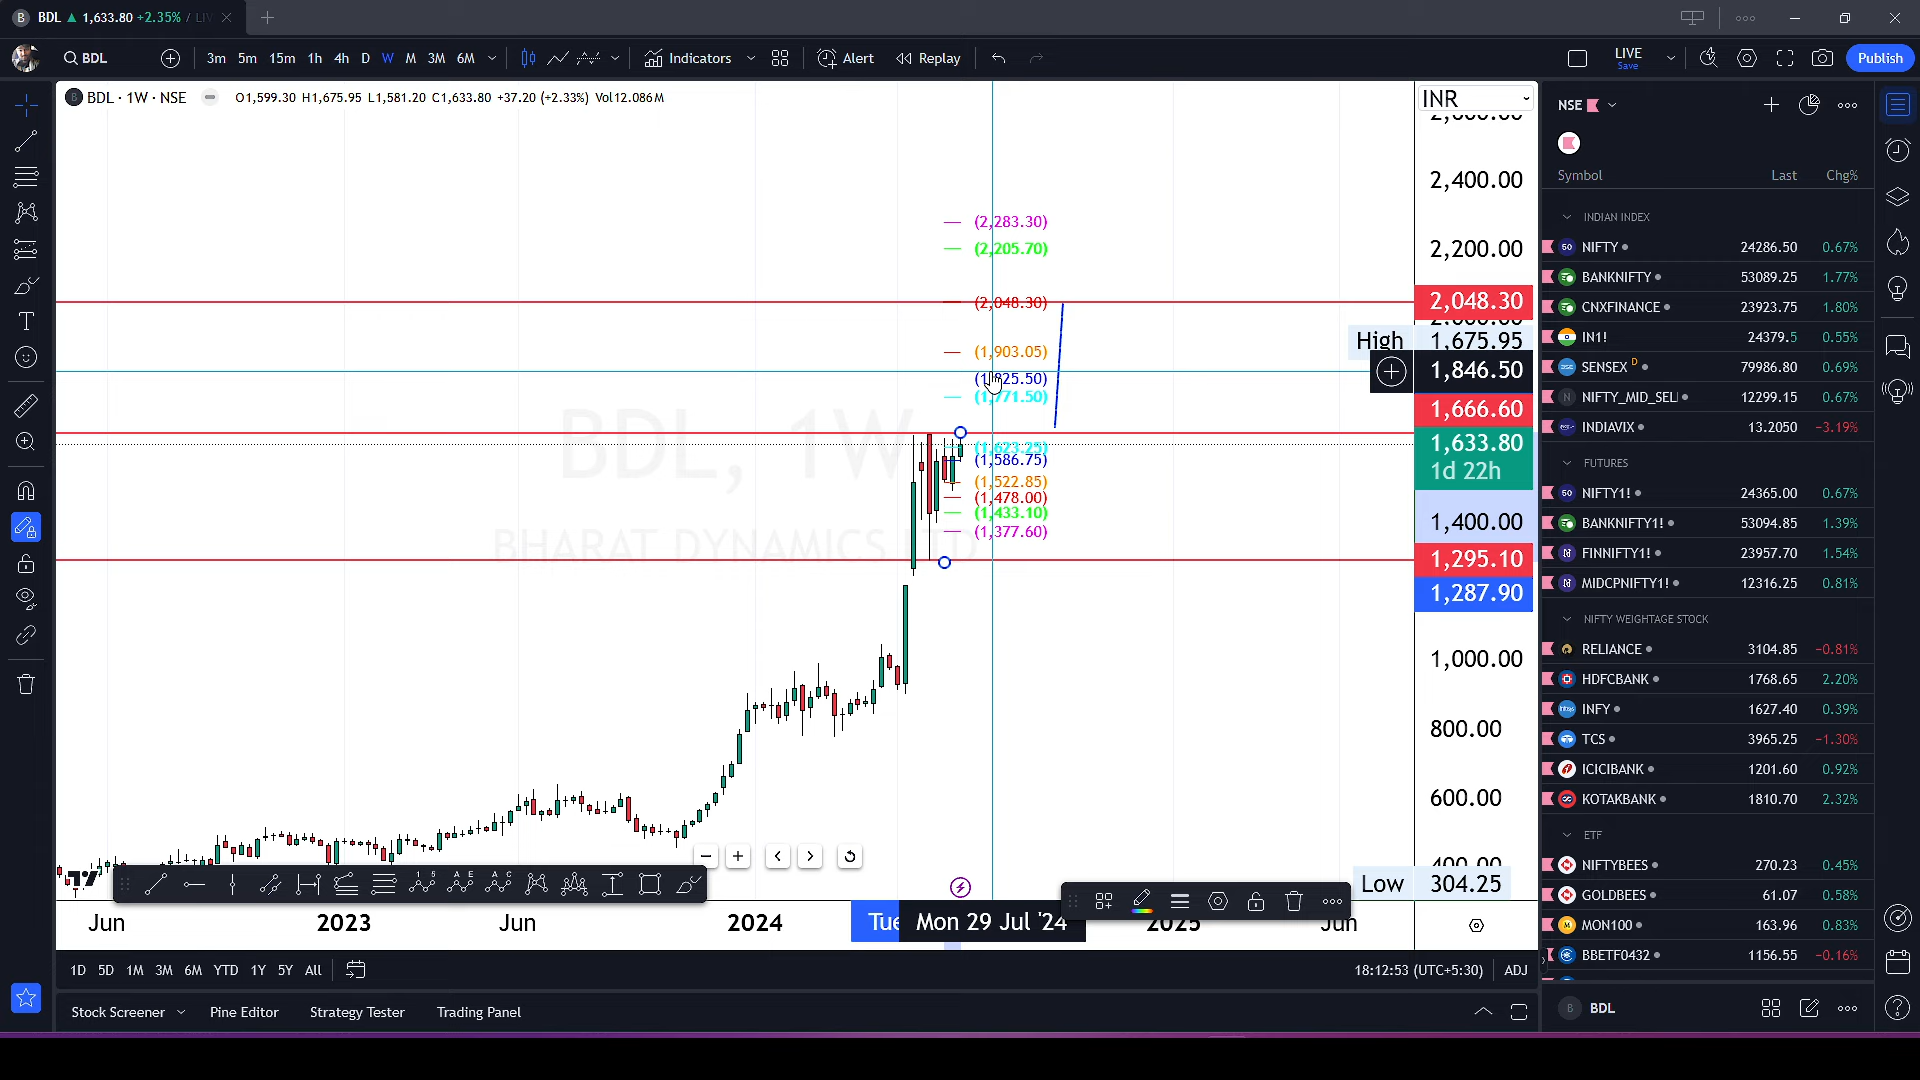 BDL ▲ 1,633.80 +2.35% / LIV
BDL
3m 5m 15m 1h 4h D W M 3M 6M
Indicators
Alert
Replay
LIVE
Save
Publish
BDL · 1W · NSE
O1,599.30 H1,675.95 L1,581.20 C1,633.80 +37.20 (+2.33%) Vol12.086M
INR
2,400.00
2,200.00
2,048.30
High 1,675.95
1,846.50
1,666.60
1,633.80
1d 22h
1,400.00
1,295.10
1,287.90
1,000.00
800.00
600.00
400.00
Low 304.25
(2,283.30)
(2,205.70)
(2,048.30)
(1,903.05)
(1,825.50)
(1,771.50)
(1,623.25)
(1,586.75)
(1,522.85)
(1,478.00)
(1,433.10)
(1,377.60)
BDL, 1W
BHARAT DYNAMICS LTD
Jun 2023 Jun 2024 Tue Mon 29 Jul '24 2025 Jun
1D 5D 1M 3M 6M YTD 1Y 5Y All
18:12:53 (UTC+5:30) ADJ
Stock Screener Pine Editor Strategy Tester Trading Panel
NSE
Symbol Last Chg%
INDIAN INDEX
NIFTY 24286.50 0.67%
BANKNIFTY 53089.25 1.77%
CNXFINANCE 23923.75 1.80%
IN1! 24379.5 0.55%
SENSEX D 79986.80 0.69%
NIFTY_MID_SEL 12299.15 0.67%
INDIAVIX 13.2050 −3.19%
FUTURES
NIFTY1! 24365.00 0.67%
BANKNIFTY1! 53094.85 1.39%
FINNIFTY1! 23957.70 1.54%
MIDCPNIFTY1! 12316.25 0.81%
NIFTY WEIGHTAGE STOCK
RELIANCE 3104.85 −0.81%
HDFCBANK 1768.65 2.20%
INFY 1627.40 0.39%
TCS 3965.25 −1.30%
ICICIBANK 1201.60 0.92%
KOTAKBANK 1810.70 2.32%
ETF
NIFTYBEES 270.23 0.45%
GOLDBEES 61.07 0.58%
MON100 163.96 0.83%
BBETF0432 1156.55 −0.16%
BDL